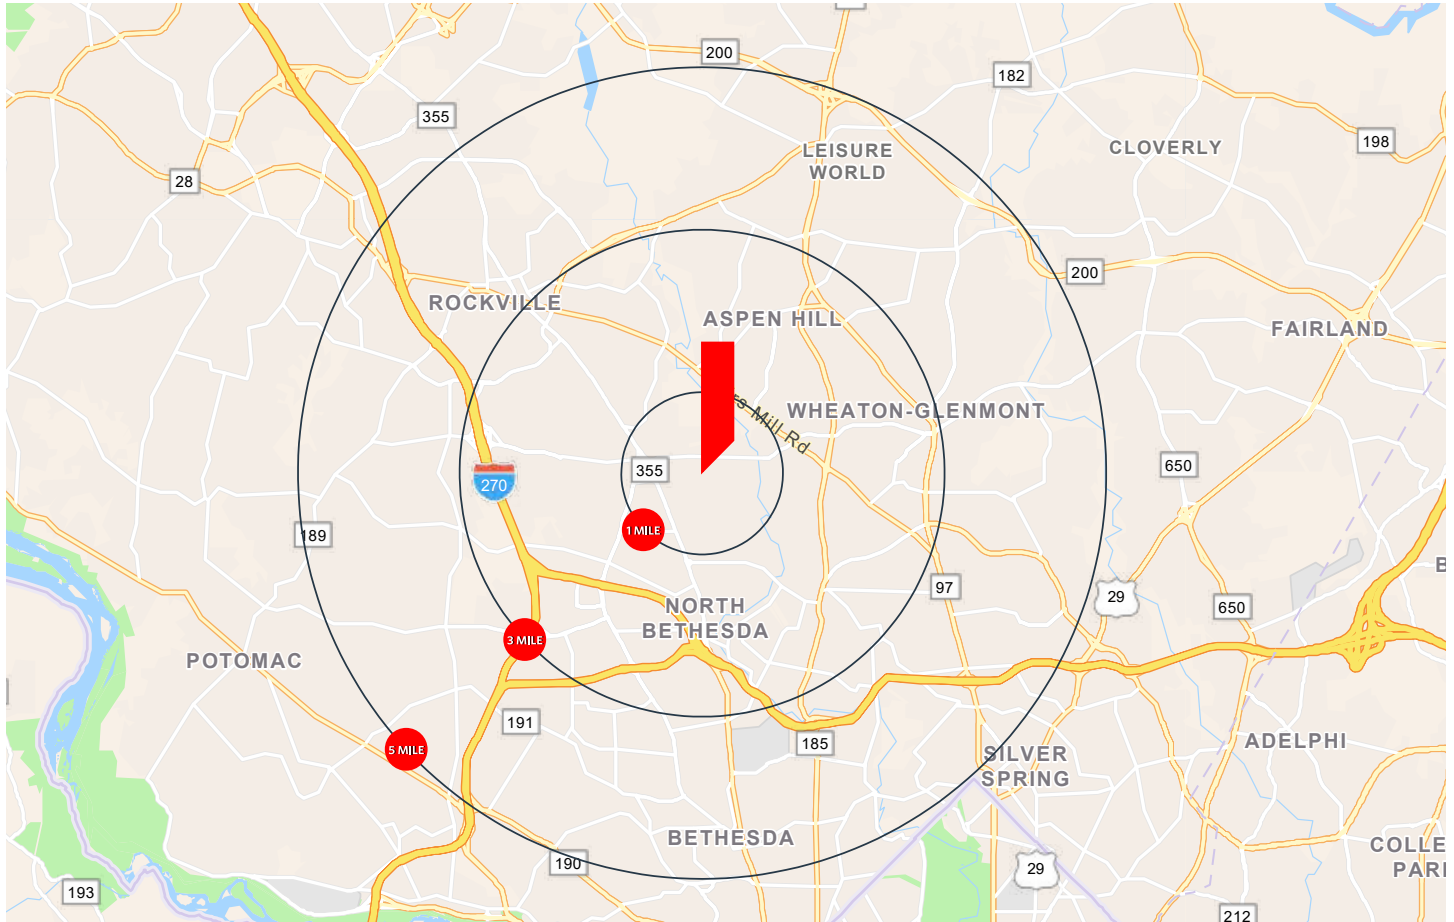 200
182
355
198
LEISURE
WORLD
CLOVERLY
28
200
ROCKVILLE
ASPEN HILL
FAIRLAND
WHEATON-GLENMONT
rs Mill Rd
355
650
270
1 MILE
189
97
29
650
NORTH
BETHESDA
3 MILE
POTOMAC
191
185
5 MILE
SILVER
SPRING
ADELPHI
BETHESDA
190
29
COLLE
PARK
193
212